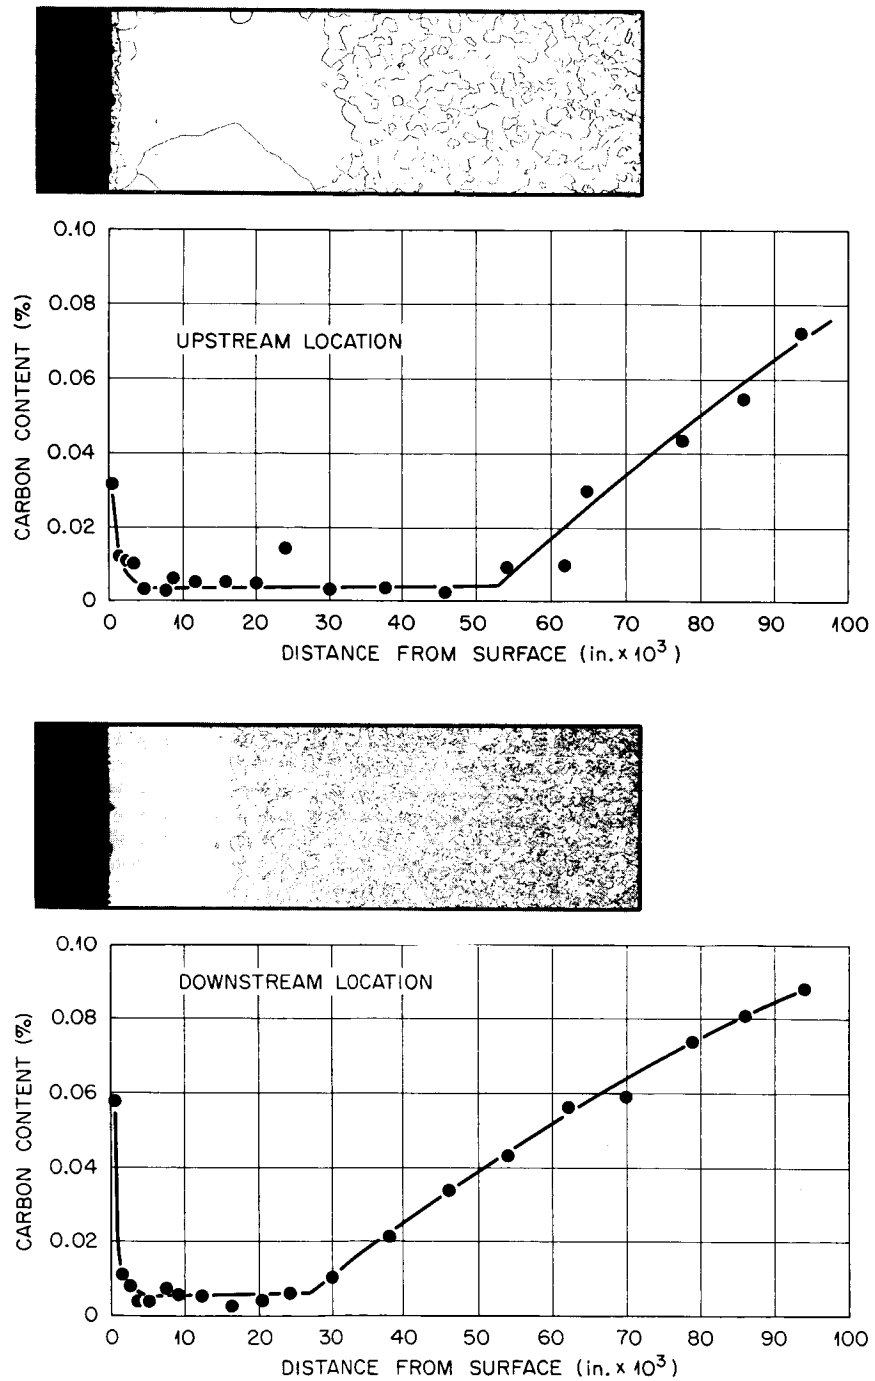 0.10
0.08
0.06
0.04
0.02
0
CARBON CONTENT (%)
UPSTREAM LOCATION
0 10 20 30 40 50 60 70 80 90 100
DISTANCE FROM SURFACE (in. × 10³)
0.10
0.08
0.06
0.04
0.02
0
CARBON CONTENT (%)
DOWNSTREAM LOCATION
0 10 20 30 40 50 60 70 80 90 100
DISTANCE FROM SURFACE (in. × 10³)